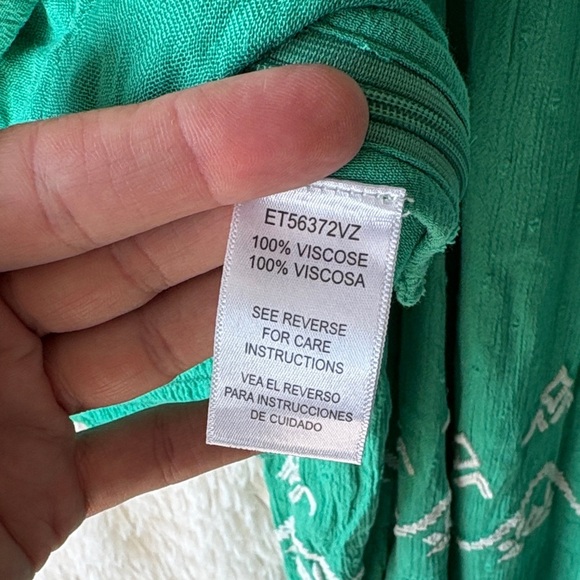 ET56372VZ
100% VISCOSE
100% VISCOSA
SEE REVERSE
FOR CARE
INSTRUCTIONS
VEA EL REVERSO
PARA INSTRUCCIONES
DE CUIDADO